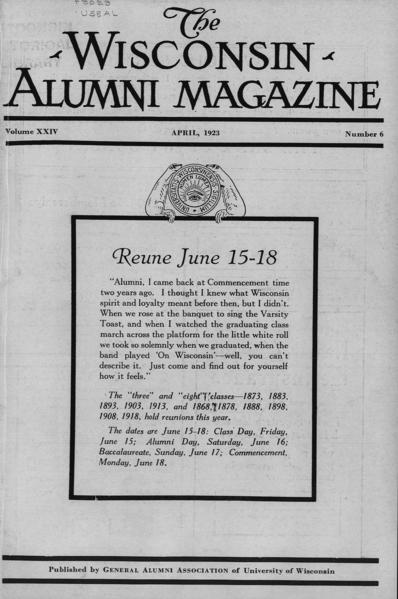 USEAL
The
WISCONSIN
ALUMNI MAGAZINE
Volume XXIV APRIL, 1923 Number 6
Reune June 15-18
"Alumni, I came back at Commencement time
two years ago. I thought I knew what Wisconsin
spirit and loyalty meant before then, but I didn't.
When we rose at the banquet to sing the Varsity
Toast, and when I watched the graduating class
march across the platform for the little white roll
we took so solemnly when we graduated, when the
band played 'On Wisconsin'—well, you can't
describe it. Just come and find out for yourself
how it feels."
The "three" and "eight" classes—1873, 1883,
1893, 1903, 1913, and 1868, 1878, 1888, 1898,
1908, 1918, hold reunions this year.
The dates are June 15-18: Class Day, Friday,
June 15; Alumni Day, Saturday, June 16;
Baccalaureate, Sunday, June 17; Commencement,
Monday, June 18.
Published by GENERAL ALUMNI ASSOCIATION of University of Wisconsin